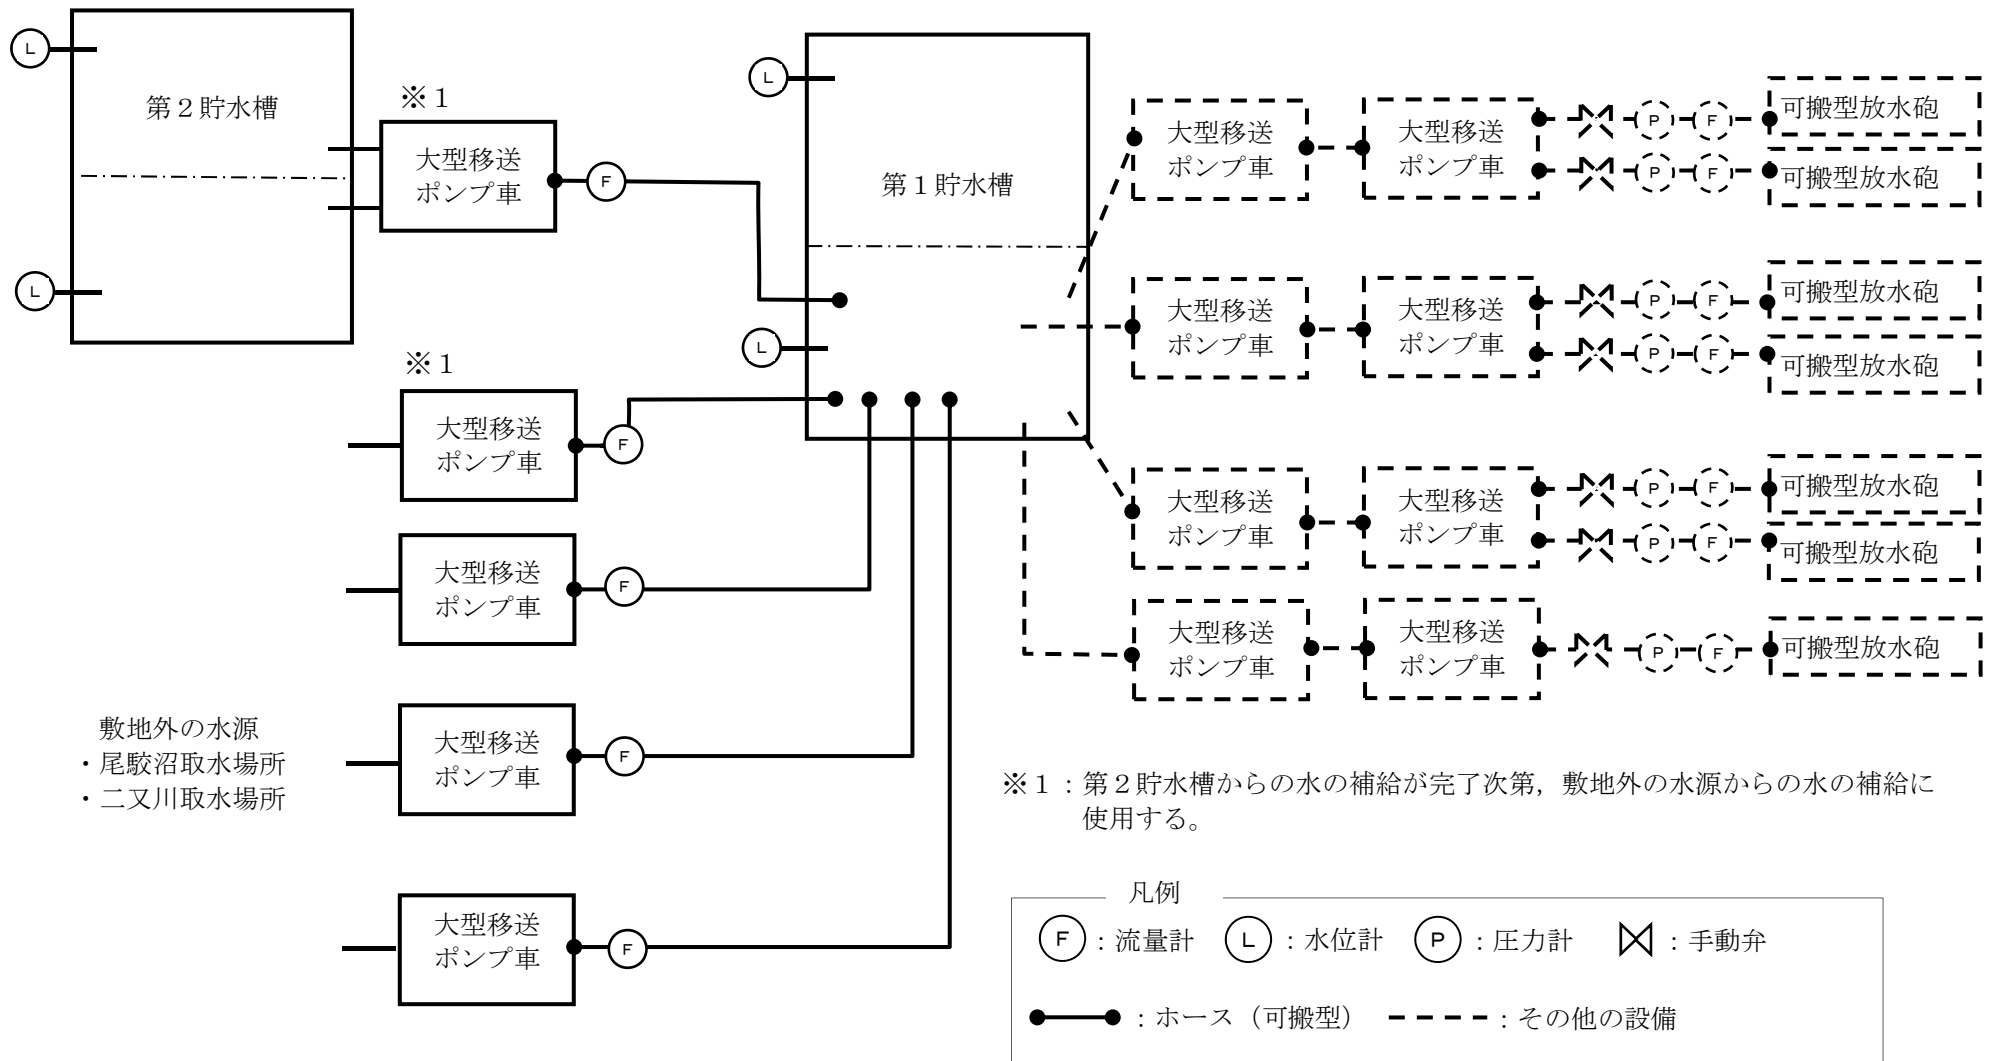 L
第２貯水槽
L
※１
大型移送
ポンプ車
F
L
第１貯水槽
L
※１
大型移送
ポンプ車
F
大型移送
ポンプ車
F
大型移送
ポンプ車
F
大型移送
ポンプ車
F
敷地外の水源
・尾駮沼取水場所
・二又川取水場所
大型移送
ポンプ車
大型移送
ポンプ車
P
F
可搬型放水砲
P
F
可搬型放水砲
大型移送
ポンプ車
大型移送
ポンプ車
P
F
可搬型放水砲
P
F
可搬型放水砲
大型移送
ポンプ車
大型移送
ポンプ車
P
F
可搬型放水砲
P
F
可搬型放水砲
大型移送
ポンプ車
大型移送
ポンプ車
P
F
可搬型放水砲
※１：第２貯水槽からの水の補給が完了次第，敷地外の水源からの水の補給に
使用する。
凡例
F ：流量計 L ：水位計 P ：圧力計 ：手動弁
：ホース（可搬型） ：その他の設備